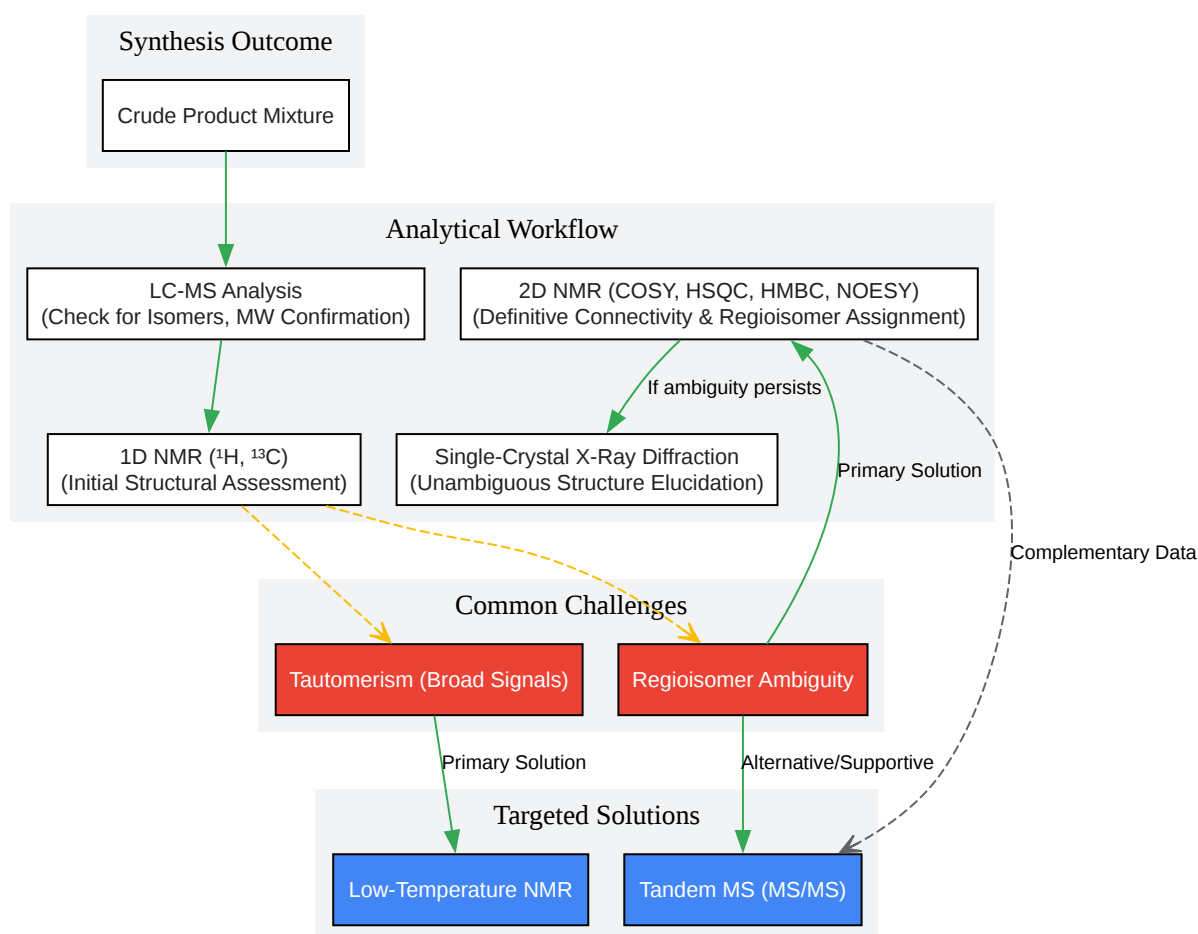 Synthesis Outcome
Crude Product Mixture
Analytical Workflow
LC-MS Analysis
(Check for Isomers, MW Confirmation)
2D NMR (COSY, HSQC, HMBC, NOESY)
(Definitive Connectivity & Regioisomer Assignment)
If ambiguity persists
1D NMR (¹H, ¹³C)
(Initial Structural Assessment)
Single-Crystal X-Ray Diffraction
(Unambiguous Structure Elucidation)
Primary Solution
Complementary Data
Common Challenges
Tautomerism (Broad Signals)
Regioisomer Ambiguity
Primary Solution
Alternative/Supportive
Targeted Solutions
Low-Temperature NMR
Tandem MS (MS/MS)